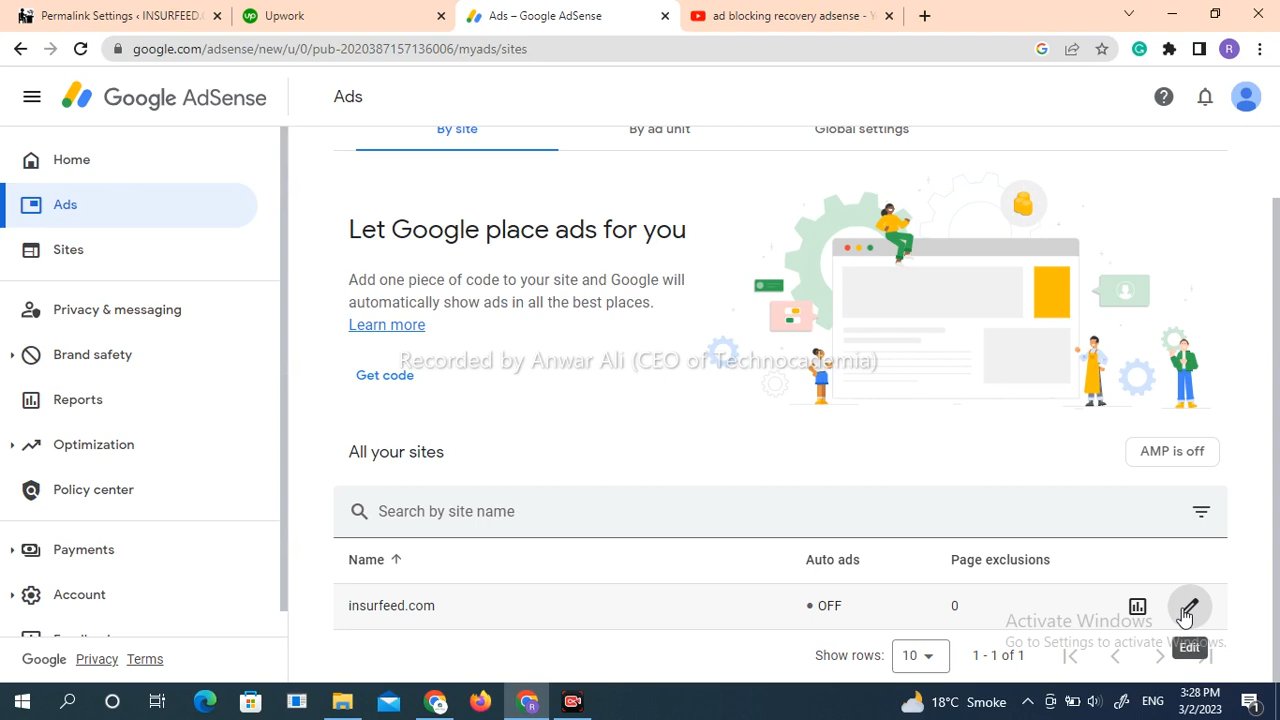 Permalink Settings ‹ INSURFEED.
Upwork
Ads – Google AdSense
ad blocking recovery adsense - Y
google.com/adsense/new/u/0/pub-2020387157136006/myads/sites
R
Google AdSense
Ads
Home
Ads
Sites
Privacy & messaging
Brand safety
Reports
Optimization
Policy center
Payments
Account
Google Privacy Terms
By site
By ad unit
Global settings
Let Google place ads for you
Add one piece of code to your site and Google will
automatically show ads in all the best places.
Learn more
Recorded by Anwar Ali (CEO of Technocademia)
Get code
All your sites
AMP is off
Search by site name
Name Auto ads Page exclusions
insurfeed.com OFF 0
Activate Windows
Go to Settings to activate Windows.
Edit
Show rows: 10 1 - 1 of 1
18°C Smoke
ENG
3:28 PM
3/2/2023
1